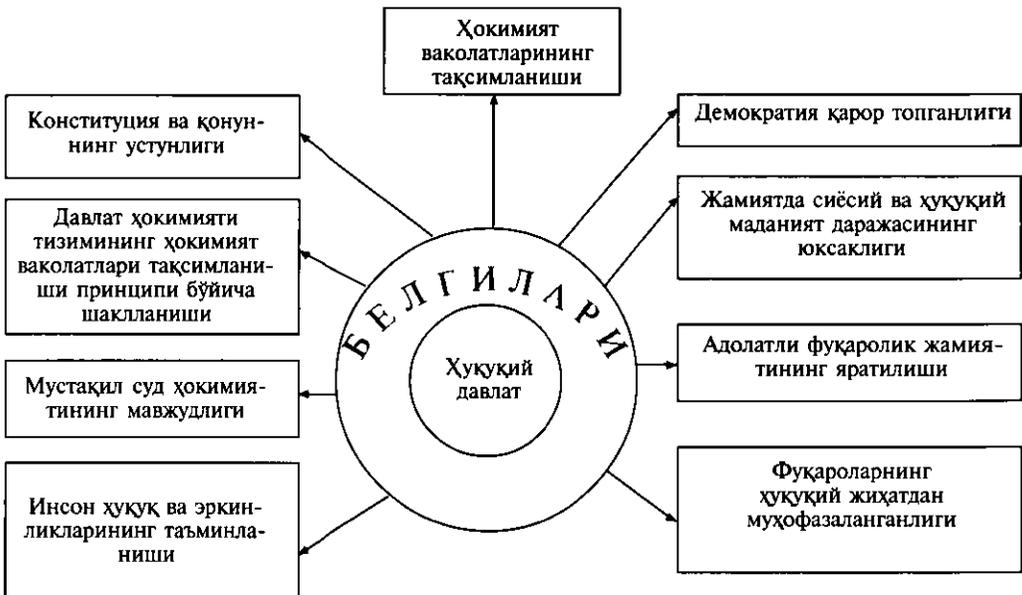 Ҳокимият
ваколатларининг
тақсимланиши
Конституция ва қонун-
нинг устунлиги
Демократия қарор топганлиги
Давлат ҳокимияти
тизимининг ҳокимият
ваколатлари тақсимлани-
ши принципи бўйича
шаклланиши
Жамиятда сиёсий ва ҳуқуқий
маданият даражасининг
юксаклиги
БЕЛГИЛАРИ
Ҳуқуқий
давлат
Мустақил суд ҳокимия-
тининг мавжудлиги
Адолатли фуқаролик жамия-
тининг яратилиши
Инсон ҳуқуқ ва эркин-
ликларининг таъминла-
ниши
Фуқароларнинг
ҳуқуқий жиҳатдан
муҳофазаланганлиги